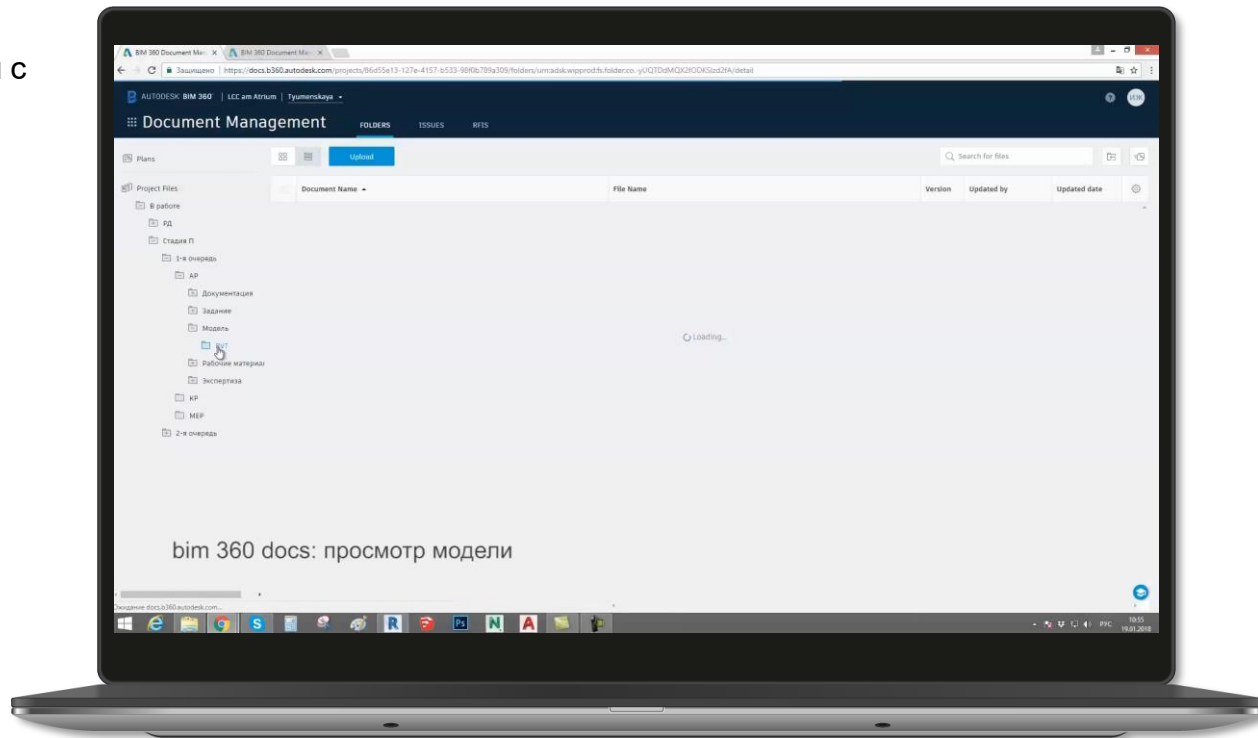 с
BIM 360 Document Man
BIM 360 Document Man
Защищено
AUTODESK BIM 360° | LCC am Atrium | Tyumenskaya
Document Management FOLDERS ISSUES RFIS
Plans
Upload
Search for files
Project Files
Document Name
File Name
Version
Updated by
Updated date
В работе
РД
Стадия П
1-я очередь
АР
Документация
Задание
Модель
Рабочие материал
Экспертиза
КР
МЕР
2-я очередь
Loading...
bim 360 docs: просмотр модели
Ожидание docs.b360.autodesk.com...
РУС
10:55
19.01.2018